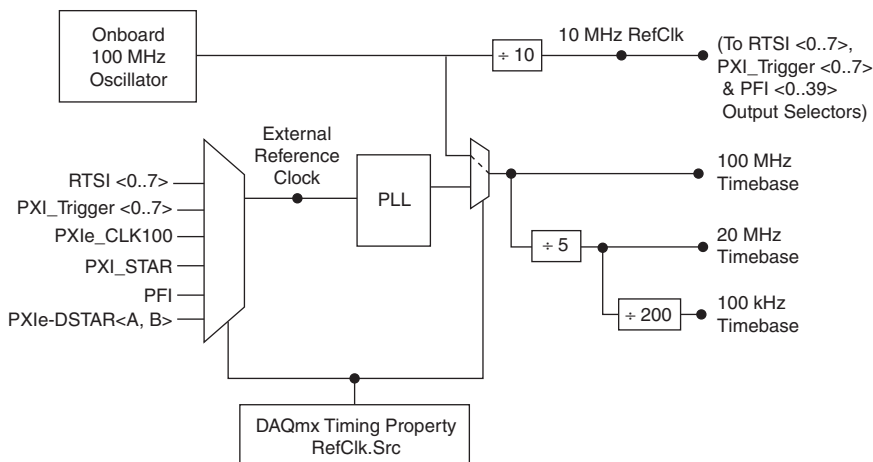 Onboard
100 MHz
Oscillator
÷ 10
10 MHz RefClk
(To RTSI <0..7>,
PXI_Trigger <0..7>
& PFI <0..39>
Output Selectors)
External
Reference
Clock
RTSI <0..7>
PXI_Trigger <0..7>
PXIe_CLK100
PXI_STAR
PFI
PXIe-DSTAR<A, B>
PLL
100 MHz
Timebase
÷ 5
20 MHz
Timebase
÷ 200
100 kHz
Timebase
DAQmx Timing Property
RefClk.Src